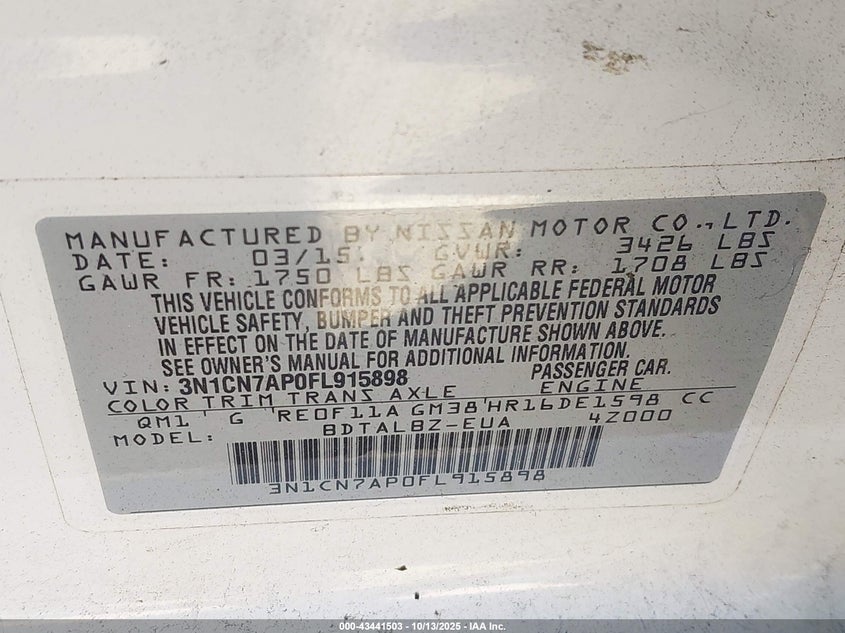 MANUFACTURED BY NISSAN MOTOR CO., LTD.
DATE: 03/15 GVWR: 3426 LBS
GAWR FR: 1750 LBS GAWR RR: 1708 LBS
THIS VEHICLE CONFORMS TO ALL APPLICABLE FEDERAL MOTOR
VEHICLE SAFETY, BUMPER AND THEFT PREVENTION STANDARDS
IN EFFECT ON THE DATE OF MANUFACTURE SHOWN ABOVE.
SEE OWNER'S MANUAL FOR ADDITIONAL INFORMATION.
VIN: 3N1CN7AP0FL915898 PASSENGER CAR.
COLOR TRIM TRANS AXLE ENGINE
QM1 G RE0F11A GM38 HR16DE1598 CC
MODEL: BDTALBZ-EUA 4Z000
3N1CN7AP0FL915898
000-43441503 - 10/13/2025 - IAA Inc.